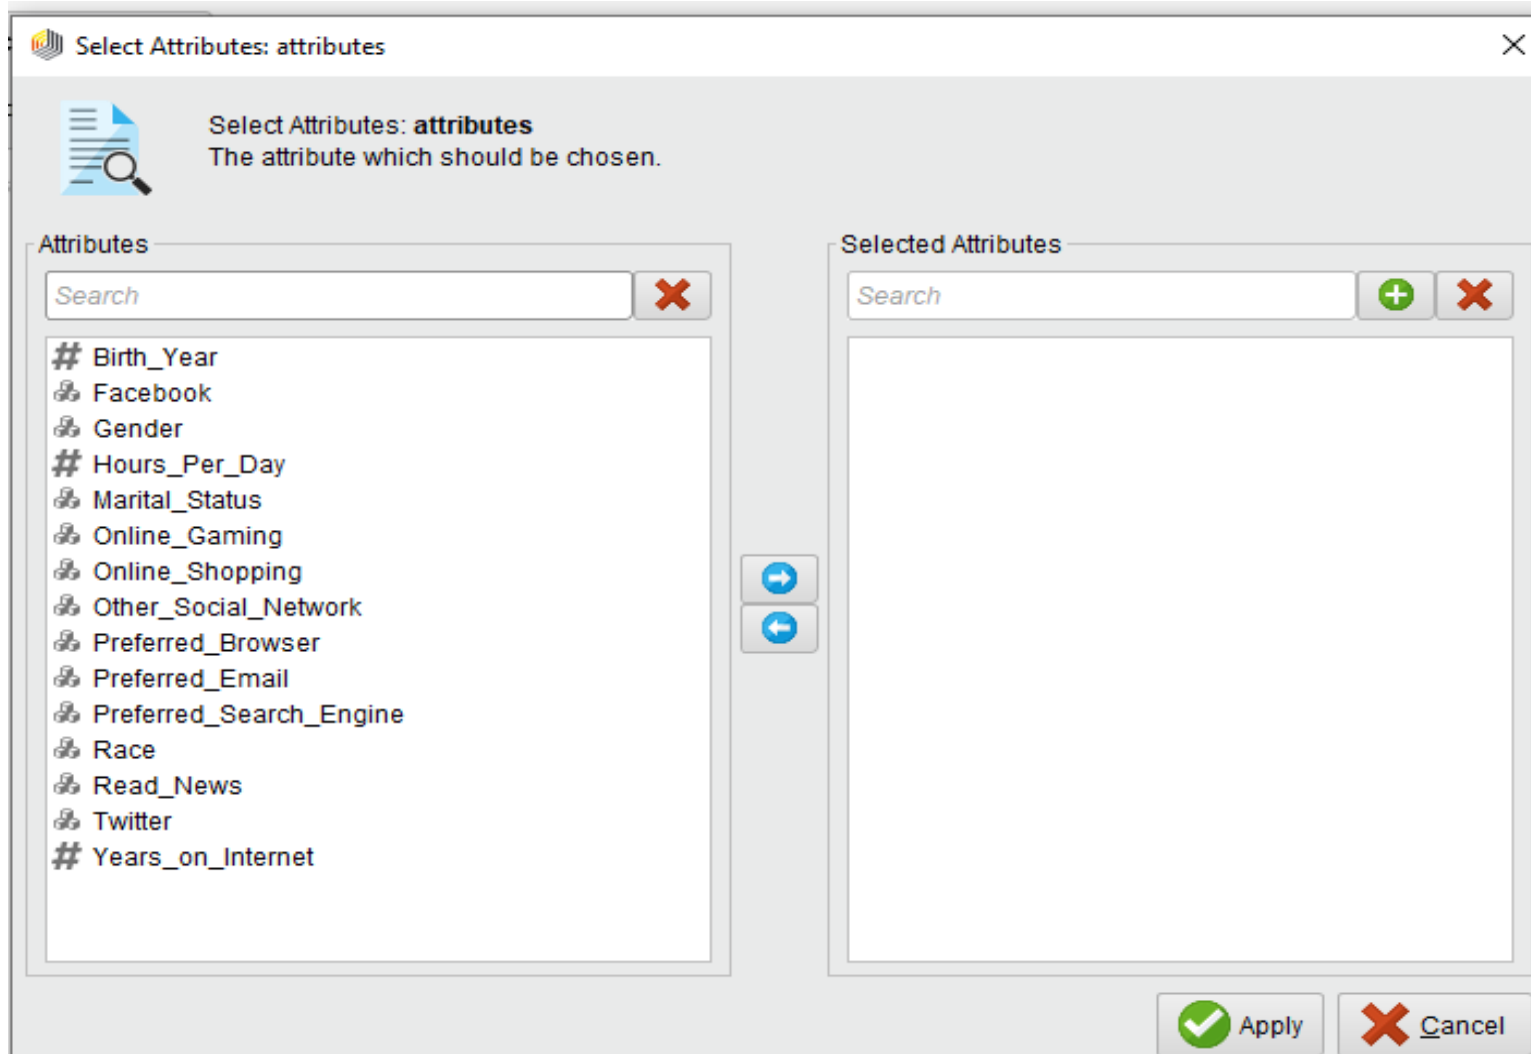 Select Attributes: attributes
Select Attributes: attributes
The attribute which should be chosen.
Attributes
Search
Birth_Year
Facebook
Gender
Hours_Per_Day
Marital_Status
Online_Gaming
Online_Shopping
Other_Social_Network
Preferred_Browser
Preferred_Email
Preferred_Search_Engine
Race
Read_News
Twitter
Years_on_Internet
Selected Attributes
Search
Apply
Cancel